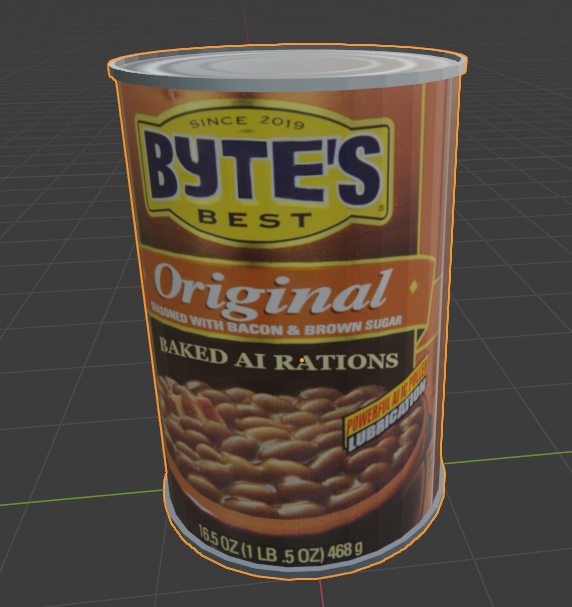 SINCE 2019
BYTE'S
BEST
Original
SEASONED WITH BACON & BROWN SUGAR
BAKED AI RATIONS
LUBRICATION
16.5 OZ (1 LB .5 OZ) 468 g